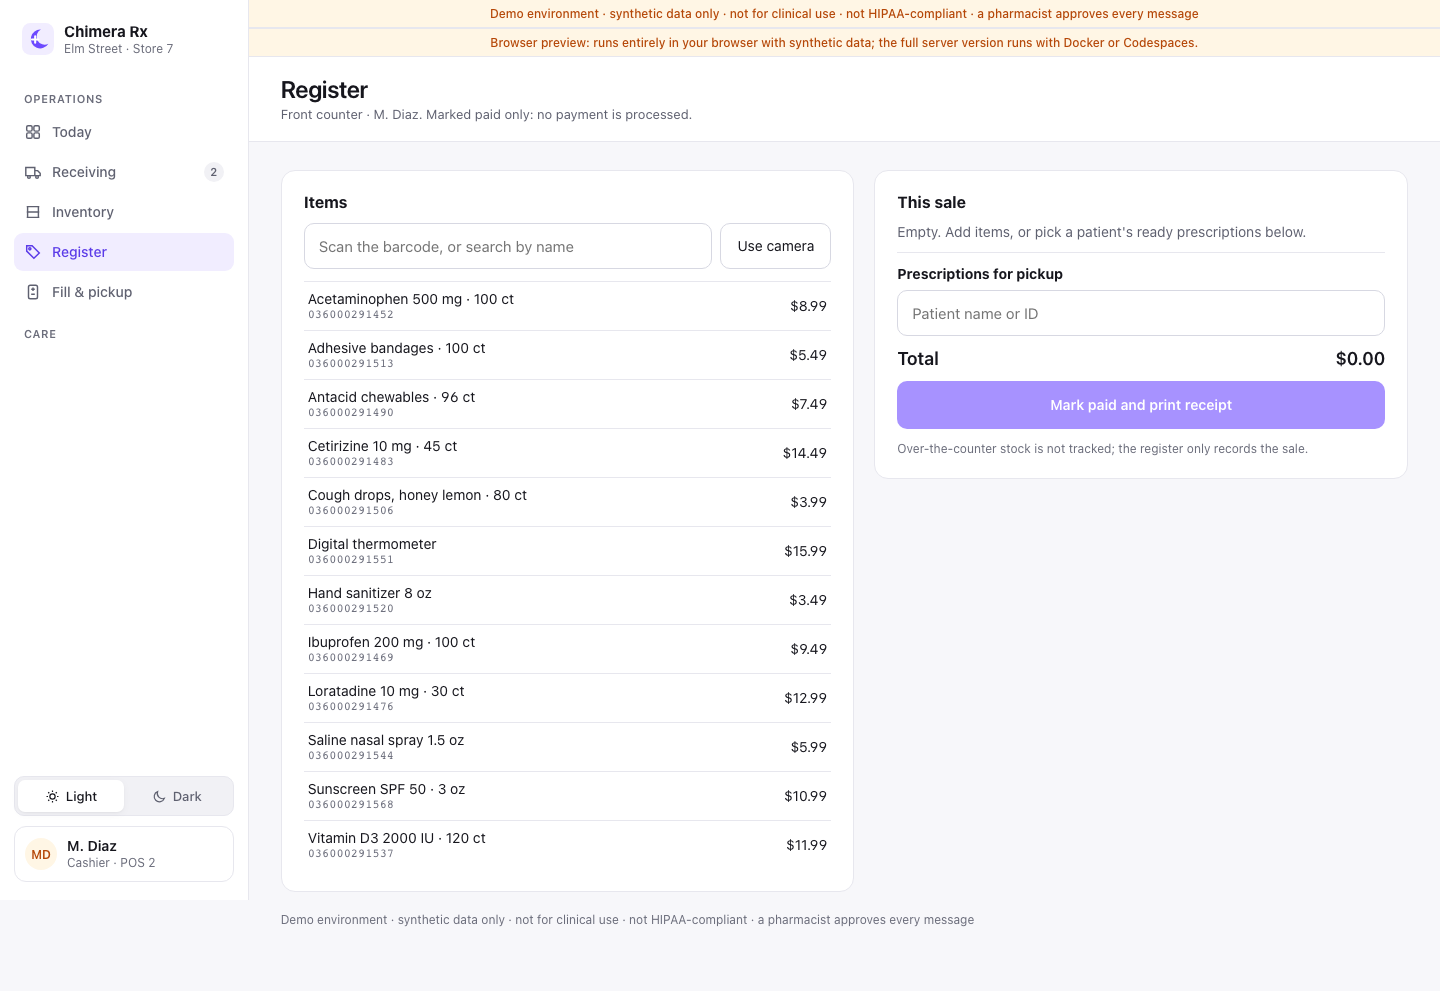 Chimera Rx
Elm Street · Store 7
OPERATIONS
Today
Receiving
2
Inventory
Register
Fill & pickup
CARE
Light
Dark
MD
M. Diaz
Cashier · POS 2
Demo environment · synthetic data only · not for clinical use · not HIPAA-compliant · a pharmacist approves every message
Browser preview: runs entirely in your browser with synthetic data; the full server version runs with Docker or Codespaces.
Register
Front counter · M. Diaz. Marked paid only: no payment is processed.
Items
Scan the barcode, or search by name
Use camera
Acetaminophen 500 mg · 100 ct
036000291452
$8.99
Adhesive bandages · 100 ct
036000291513
$5.49
Antacid chewables · 96 ct
036000291490
$7.49
Cetirizine 10 mg · 45 ct
036000291483
$14.49
Cough drops, honey lemon · 80 ct
036000291506
$3.99
Digital thermometer
036000291551
$15.99
Hand sanitizer 8 oz
036000291520
$3.49
Ibuprofen 200 mg · 100 ct
036000291469
$9.49
Loratadine 10 mg · 30 ct
036000291476
$12.99
Saline nasal spray 1.5 oz
036000291544
$5.99
Sunscreen SPF 50 · 3 oz
036000291568
$10.99
Vitamin D3 2000 IU · 120 ct
036000291537
$11.99
This sale
Empty. Add items, or pick a patient's ready prescriptions below.
Prescriptions for pickup
Patient name or ID
Total
$0.00
Mark paid and print receipt
Over-the-counter stock is not tracked; the register only records the sale.
Demo environment · synthetic data only · not for clinical use · not HIPAA-compliant · a pharmacist approves every message